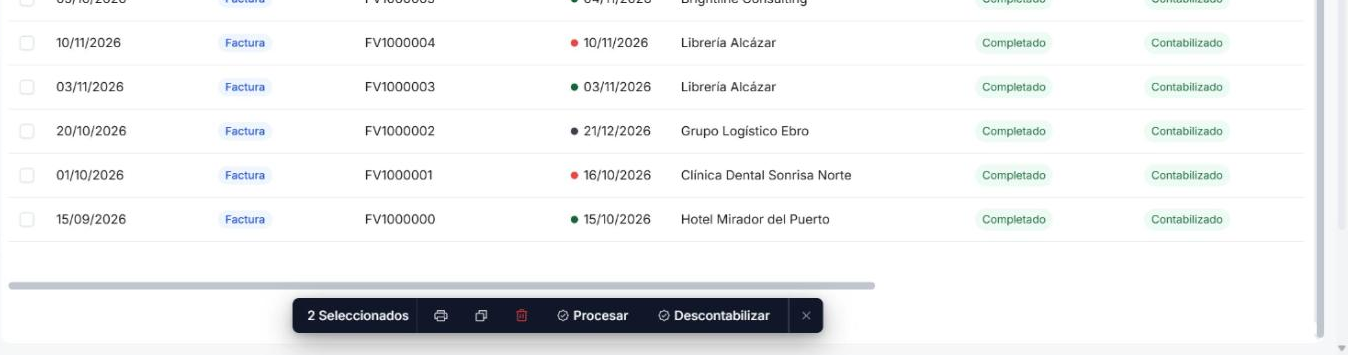 10/11/2026 Factura FV1000004 10/11/2026 Librería Alcázar Completado Contabilizado
03/11/2026 Factura FV1000003 03/11/2026 Librería Alcázar Completado Contabilizado
20/10/2026 Factura FV1000002 21/12/2026 Grupo Logístico Ebro Completado Contabilizado
01/10/2026 Factura FV1000001 16/10/2026 Clínica Dental Sonrisa Norte Completado Contabilizado
15/09/2026 Factura FV1000000 15/10/2026 Hotel Mirador del Puerto Completado Contabilizado
2 Seleccionados Procesar Descontabilizar